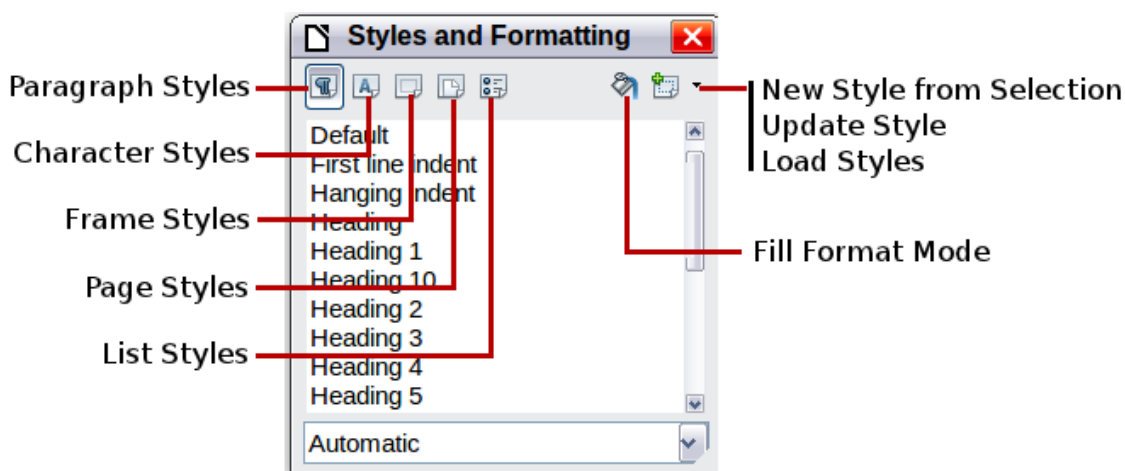 Styles and Formatting
Paragraph Styles
Character Styles
Frame Styles
Page Styles
List Styles
Default
First line indent
Hanging indent
Heading
Heading 1
Heading 10
Heading 2
Heading 3
Heading 4
Heading 5
Automatic
New Style from Selection
Update Style
Load Styles
Fill Format Mode